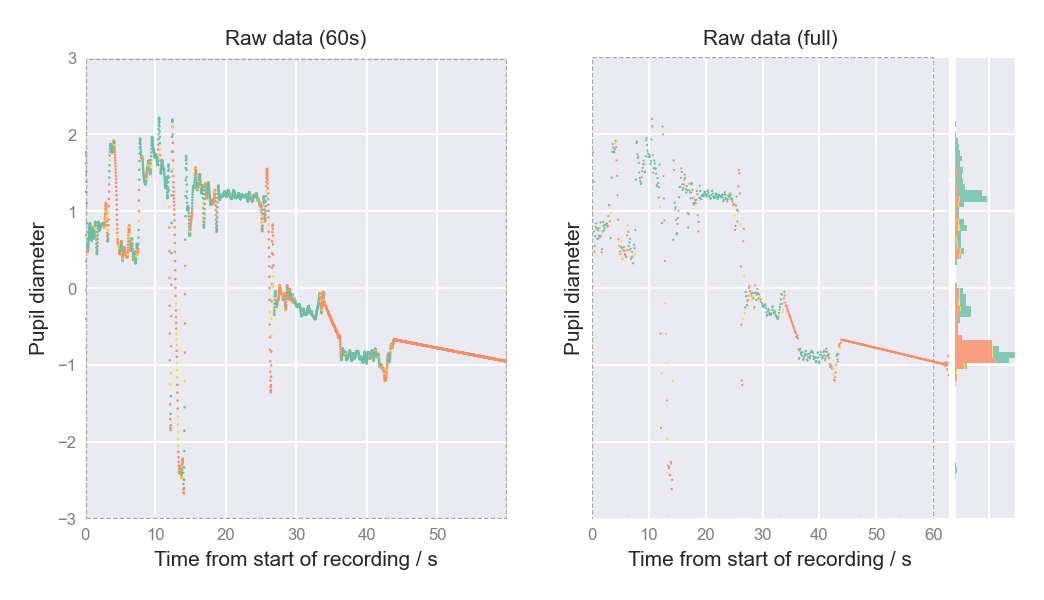 Raw data (60s)
Pupil diameter
3
2
1
0
−1
−2
−3
0 10 20 30 40 50
Time from start of recording / s
Raw data (full)
Pupil diameter
0 10 20 30 40 50 60
Time from start of recording / s